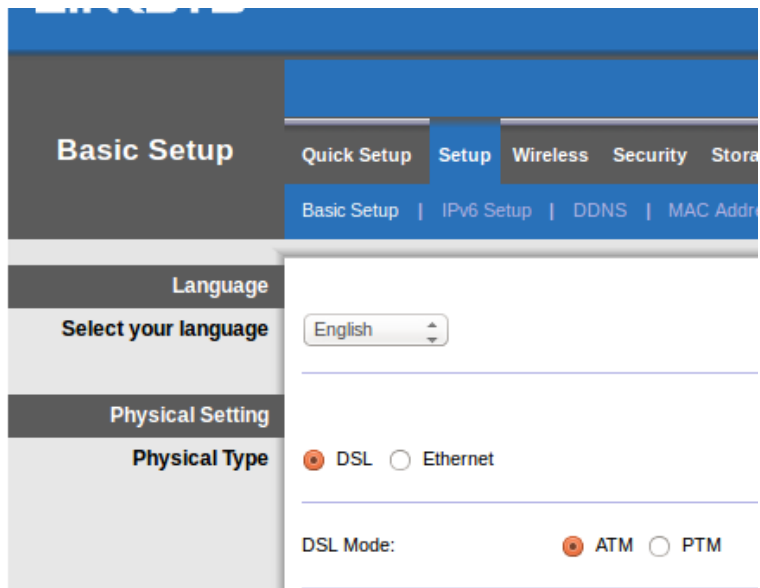 Basic Setup
Quick Setup Setup Wireless Security
Basic Setup | IPv6 Setup | DDNS | MAC
Language
Select your language English
Physical Setting
Physical Type DSL Ethernet
DSL Mode: ATM PTM